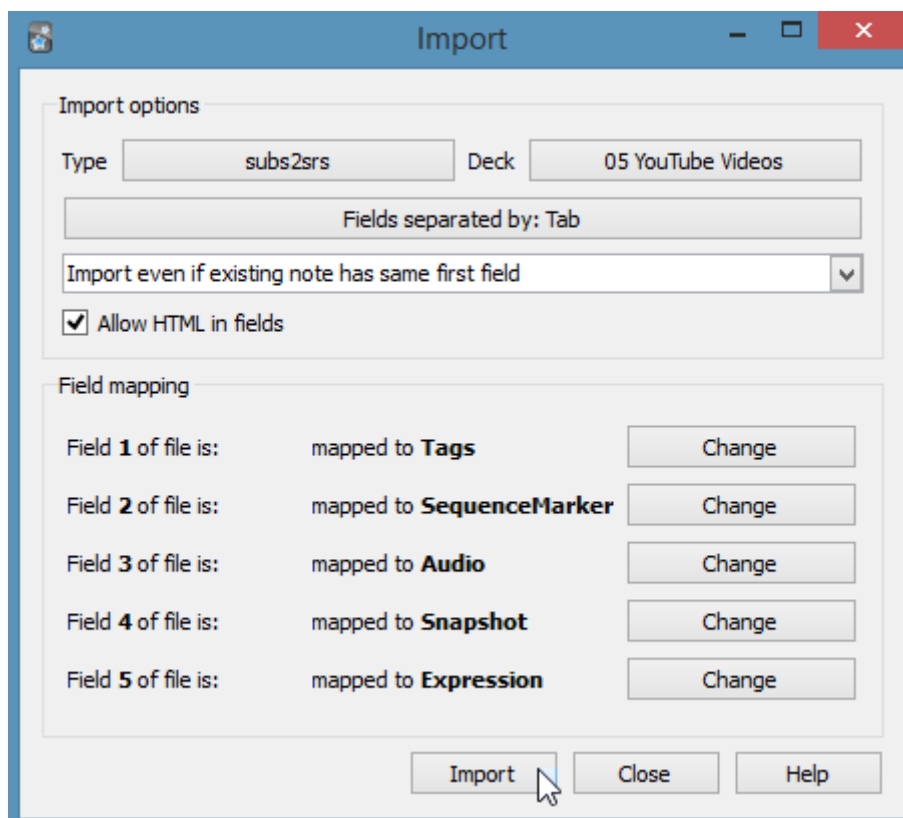 Import
Import options
Type subs2srs Deck 05 YouTube Videos
Fields separated by: Tab
Import even if existing note has same first field
Allow HTML in fields
Field mapping
Field 1 of file is: mapped to Tags Change
Field 2 of file is: mapped to SequenceMarker Change
Field 3 of file is: mapped to Audio Change
Field 4 of file is: mapped to Snapshot Change
Field 5 of file is: mapped to Expression Change
Import Close Help